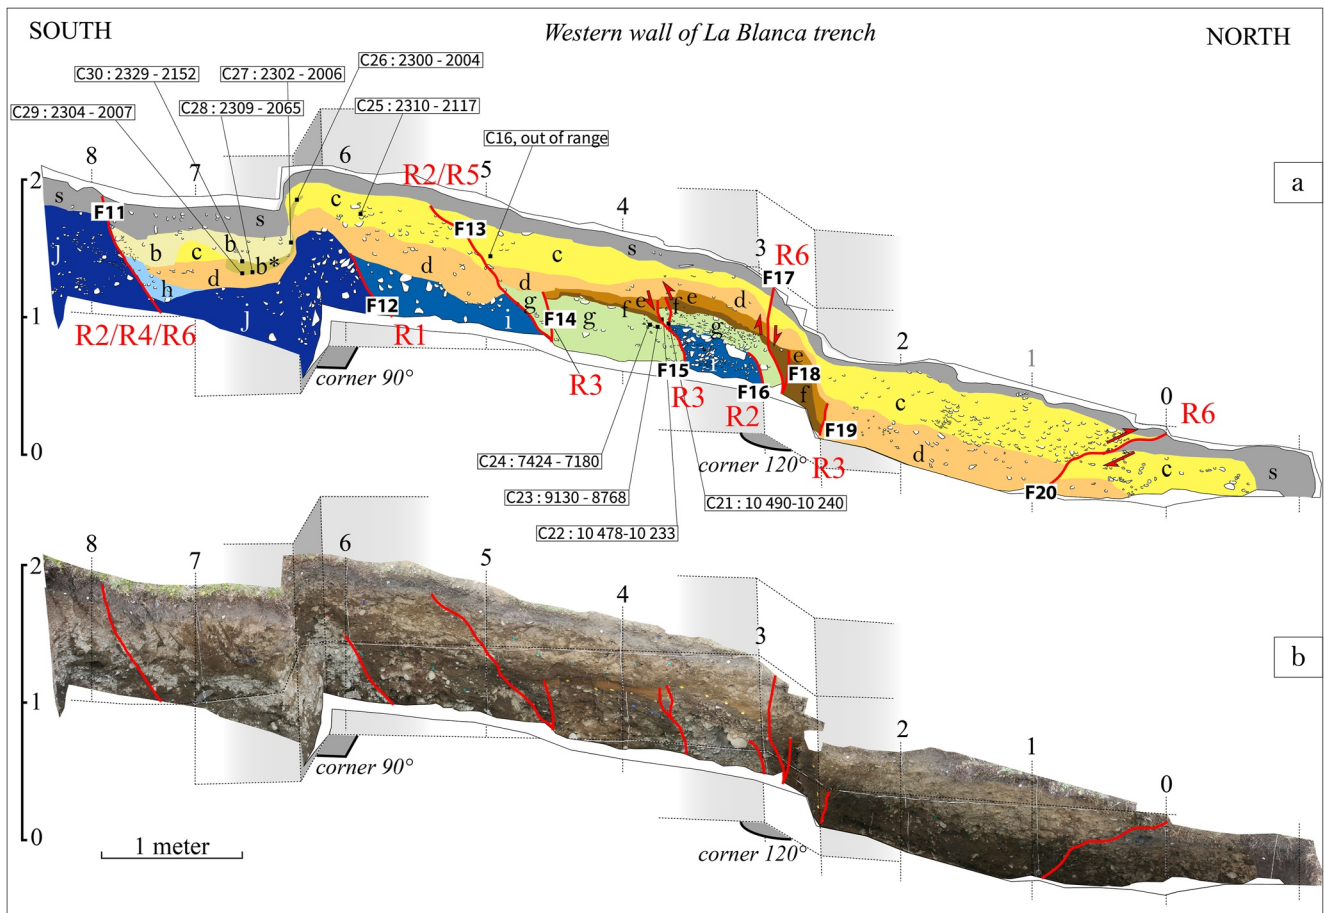 SOUTH
Western wall of La Blanca trench
NORTH
C26 : 2300 - 2004
C30 : 2329 - 2152
C27 : 2302 - 2006
C29 : 2304 - 2007
C28 : 2309 - 2065
C25 : 2310 - 2117
C16, out of range
a
8
7
6
5
4
3
2
1
0
2
1
0
R2/R5
R6
s
F11
b
c
b
b*
d
h
j
j
s
c
F13
d
c
s
d
F17
F12
R2/R4/R6
R1
i
g
F14
g
f
e
f
e
g
i
F15
F16
e
F18
f
corner 90°
R3
R3
R2
F19
c
d
R6
c
s
F20
R3
corner 120°
C24 : 7424 - 7180
C23 : 9130 - 8768
C21 : 10 490-10 240
C22 : 10 478-10 233
b
8
7
6
5
4
3
2
1
0
2
1
0
corner 90°
corner 120°
1 meter